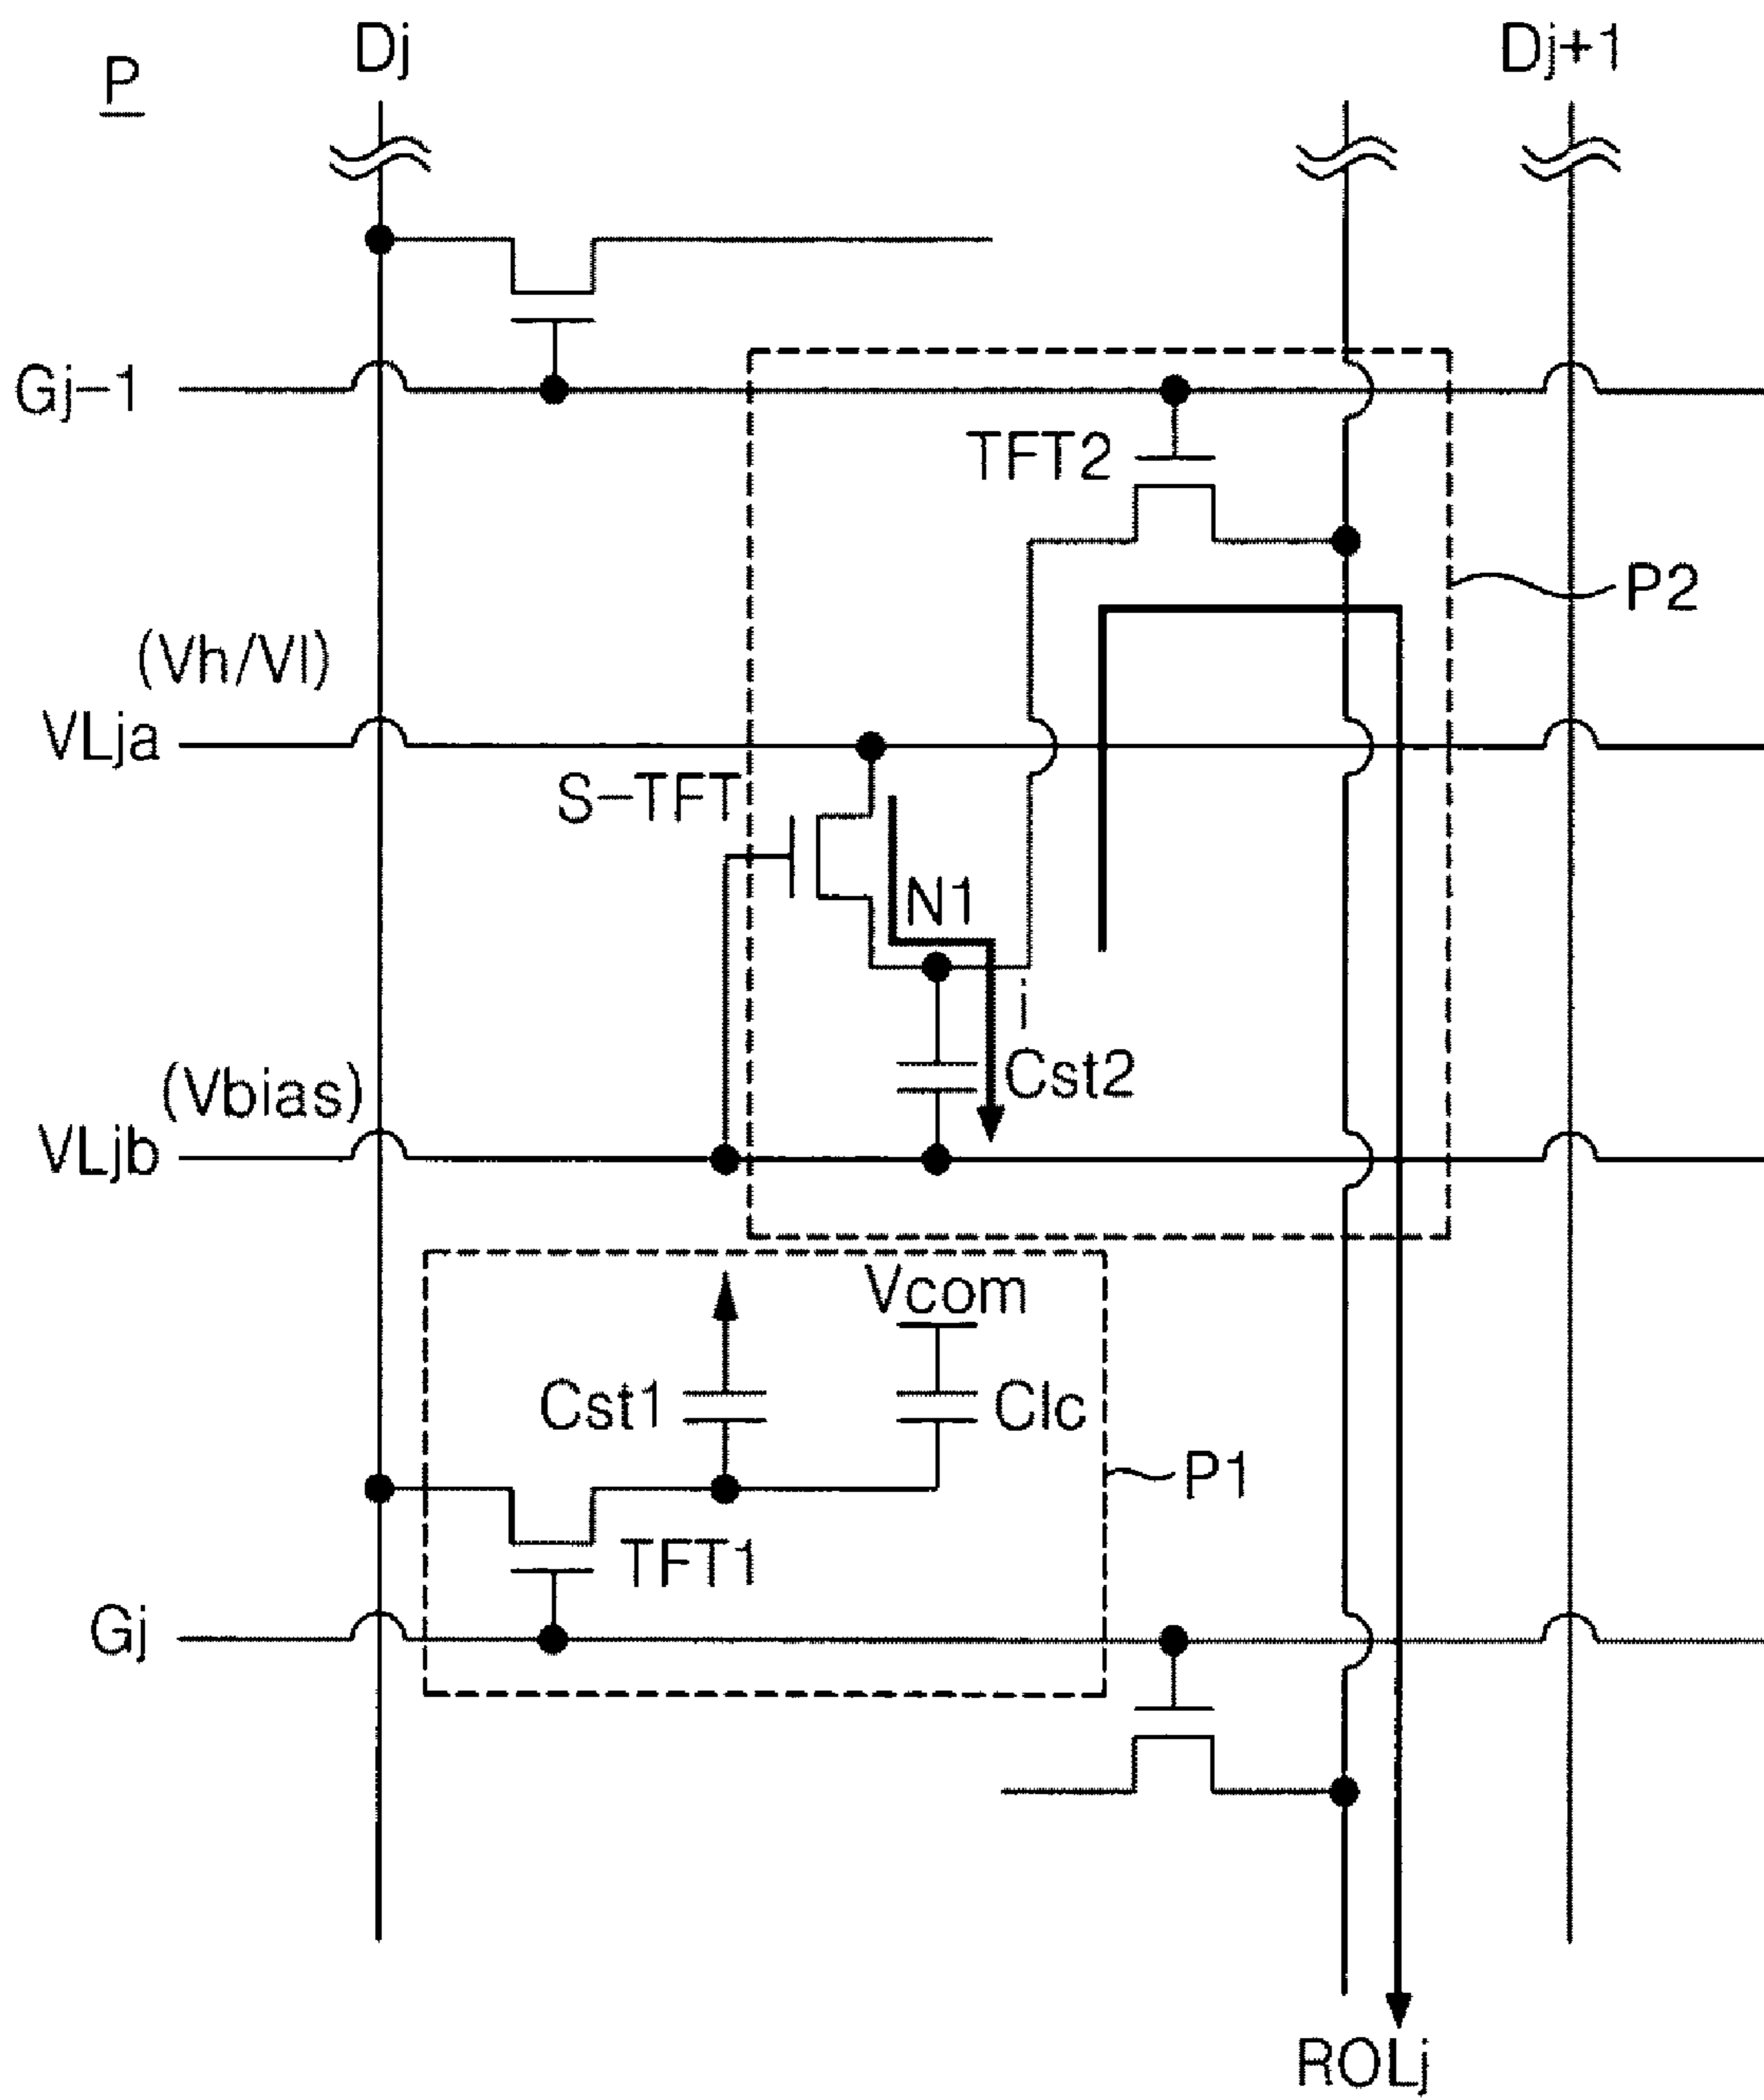 P
Dj
Dj+1
Gj-1
TFT2
P2
(Vh/Vl)
VLja
S-TFT
N1
i
Cst2
(Vbias)
VLjb
Vcom
Cst1
Clc
P1
TFT1
Gj
ROLj